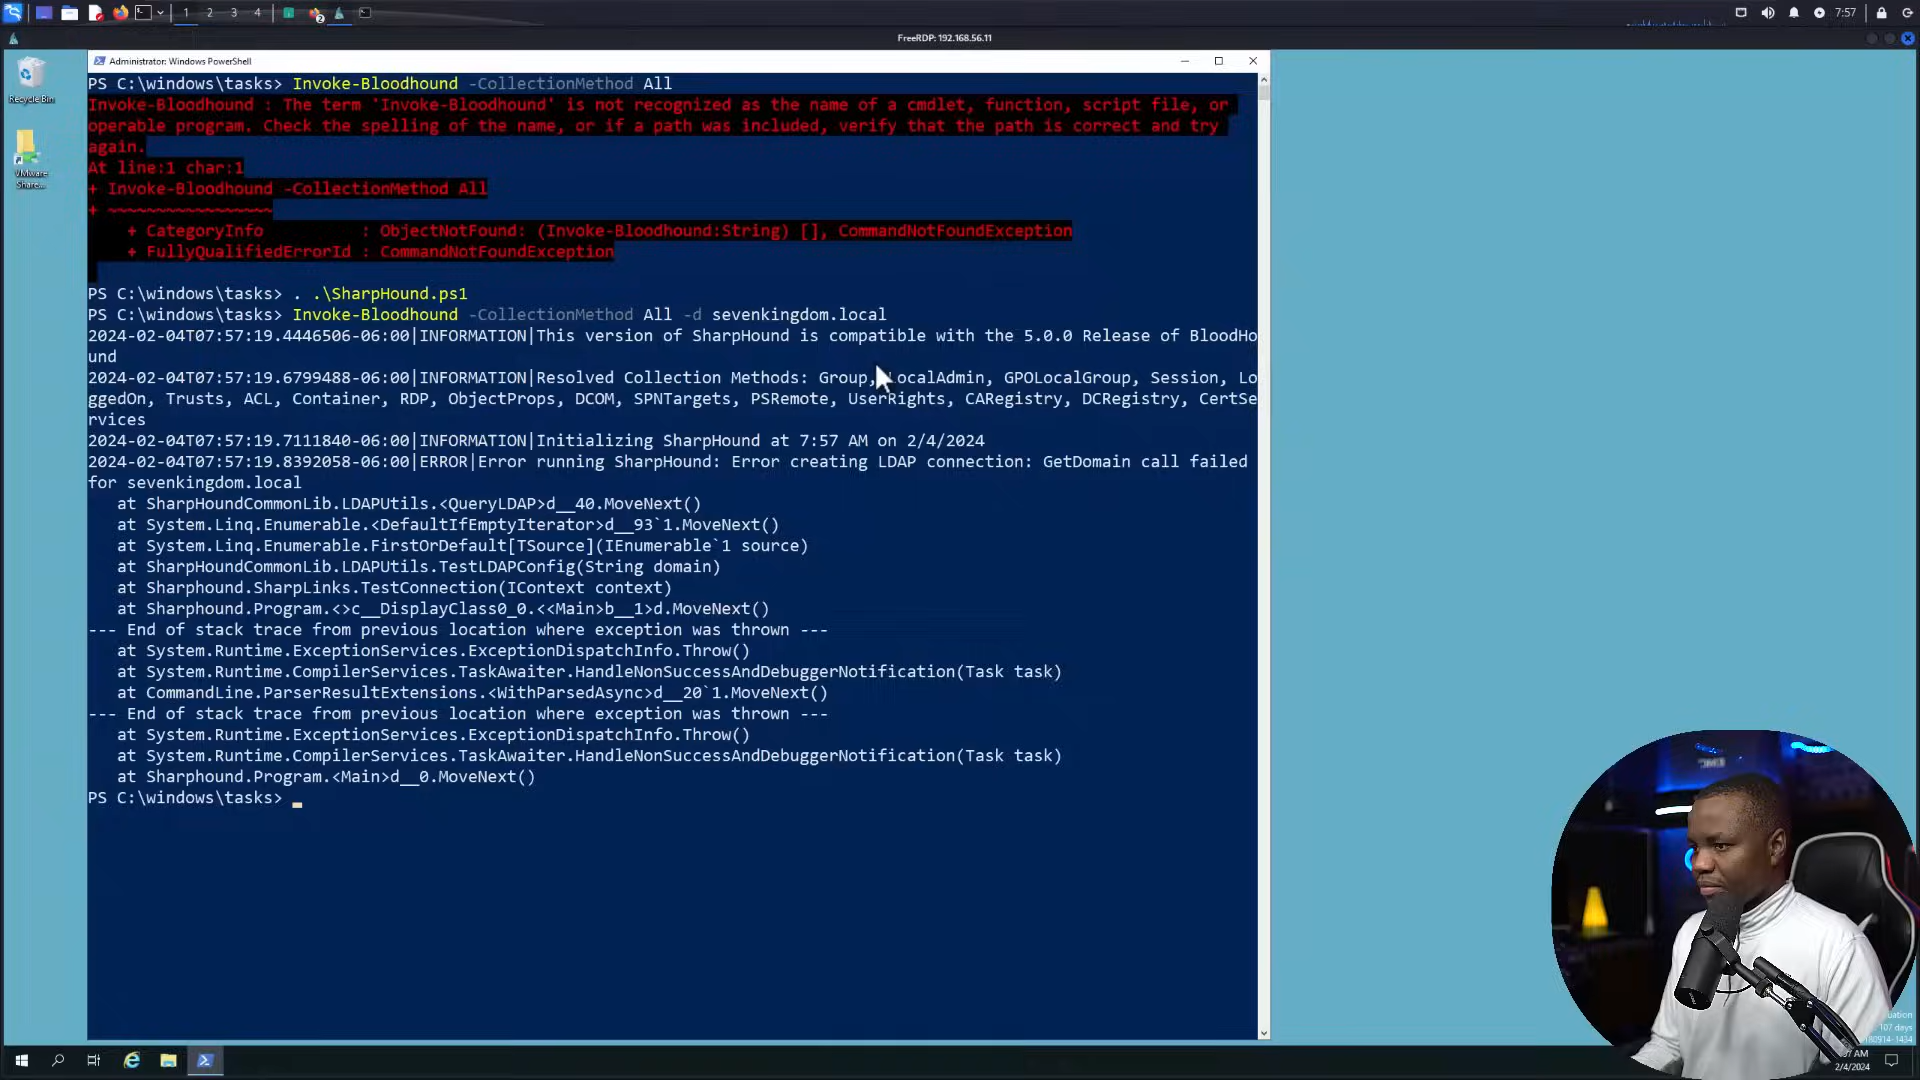 1 2 3 4
2
7:57
FreeRDP: 192.168.56.11
Administrator: Windows PowerShell
Recycle Bin
VMware
Share...
PS C:\windows\tasks> Invoke-Bloodhound -CollectionMethod All
Invoke-Bloodhound : The term 'Invoke-Bloodhound' is not recognized as the name of a cmdlet, function, script file, or
operable program. Check the spelling of the name, or if a path was included, verify that the path is correct and try
again.
At line:1 char:1
+ Invoke-Bloodhound -CollectionMethod All
+ ~~~~~~~~~~~~~~~~~
+ CategoryInfo : ObjectNotFound: (Invoke-Bloodhound:String) [], CommandNotFoundException
+ FullyQualifiedErrorId : CommandNotFoundException
PS C:\windows\tasks> . .\SharpHound.ps1
PS C:\windows\tasks> Invoke-Bloodhound -CollectionMethod All -d sevenkingdom.local
2024-02-04T07:57:19.4446506-06:00|INFORMATION|This version of SharpHound is compatible with the 5.0.0 Release of BloodHo
und
2024-02-04T07:57:19.6799488-06:00|INFORMATION|Resolved Collection Methods: Group, LocalAdmin, GPOLocalGroup, Session, Lo
ggedOn, Trusts, ACL, Container, RDP, ObjectProps, DCOM, SPNTargets, PSRemote, UserRights, CARegistry, DCRegistry, CertSe
rvices
2024-02-04T07:57:19.7111840-06:00|INFORMATION|Initializing SharpHound at 7:57 AM on 2/4/2024
2024-02-04T07:57:19.8392058-06:00|ERROR|Error running SharpHound: Error creating LDAP connection: GetDomain call failed
for sevenkingdom.local
at SharpHoundCommonLib.LDAPUtils.<QueryLDAP>d__40.MoveNext()
at System.Linq.Enumerable.<DefaultIfEmptyIterator>d__93`1.MoveNext()
at System.Linq.Enumerable.FirstOrDefault[TSource](IEnumerable`1 source)
at SharpHoundCommonLib.LDAPUtils.TestLDAPConfig(String domain)
at Sharphound.SharpLinks.TestConnection(IContext context)
at Sharphound.Program.<>c__DisplayClass0_0.<<Main>b__1>d.MoveNext()
--- End of stack trace from previous location where exception was thrown ---
at System.Runtime.ExceptionServices.ExceptionDispatchInfo.Throw()
at System.Runtime.CompilerServices.TaskAwaiter.HandleNonSuccessAndDebuggerNotification(Task task)
at CommandLine.ParserResultExtensions.<WithParsedAsync>d__20`1.MoveNext()
--- End of stack trace from previous location where exception was thrown ---
at System.Runtime.ExceptionServices.ExceptionDispatchInfo.Throw()
at System.Runtime.CompilerServices.TaskAwaiter.HandleNonSuccessAndDebuggerNotification(Task task)
at Sharphound.Program.<Main>d__0.MoveNext()
PS C:\windows\tasks>
107 days
180914-1434
AM
2/4/2024